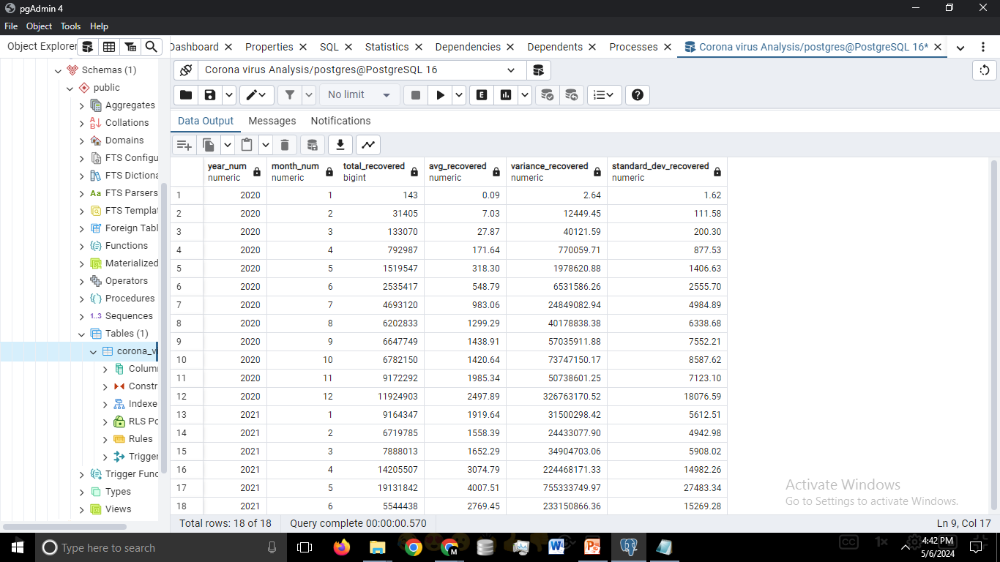 pgAdmin 4
File Object Tools Help
Object Explorer
Dashboard Properties SQL Statistics Dependencies Dependents Processes Corona virus Analysis/postgres@PostgreSQL 16*
Corona virus Analysis/postgres@PostgreSQL 16
No limit E
Data Output Messages Notifications
Schemas (1)
public
Aggregates
Collations
Domains
FTS Configu
FTS Dictiona
FTS Parsers
FTS Templat
Foreign Tabl
Functions
Materialized
Operators
Procedures
1..3 Sequences
Tables (1)
corona_v
Colum
Constr
Indexe
RLS Po
Rules
Trigger
Trigger Func
Types
Views
year_num month_num total_recovered avg_recovered variance_recovered standard_dev_recovered
numeric numeric bigint numeric numeric numeric
1 2020 1 143 0.09 2.64 1.62
2 2020 2 31405 7.03 12449.45 111.58
3 2020 3 133070 27.87 40121.59 200.30
4 2020 4 792987 171.64 770059.71 877.53
5 2020 5 1519547 318.30 1978620.88 1406.63
6 2020 6 2535417 548.79 6531586.26 2555.70
7 2020 7 4693120 983.06 24849082.94 4984.89
8 2020 8 6202833 1299.29 40178838.38 6338.68
9 2020 9 6647749 1438.91 57035911.88 7552.21
10 2020 10 6782150 1420.64 73747150.17 8587.62
11 2020 11 9172292 1985.34 50738601.25 7123.10
12 2020 12 11924903 2497.89 326763170.52 18076.59
13 2021 1 9164347 1919.64 31500298.42 5612.51
14 2021 2 6719785 1558.39 24433077.90 4942.98
15 2021 3 7888013 1652.29 34904703.06 5908.02
16 2021 4 14205507 3074.79 224468171.33 14982.26
17 2021 5 19131842 4007.51 755333749.97 27483.34
18 2021 6 5544438 2769.45 233150866.36 15269.28
Activate Windows
Go to Settings to activate Windows.
Total rows: 18 of 18 Query complete 00:00:00.570 Ln 9, Col 17
Type here to search
CC 1x
4:42 PM
5/6/2024